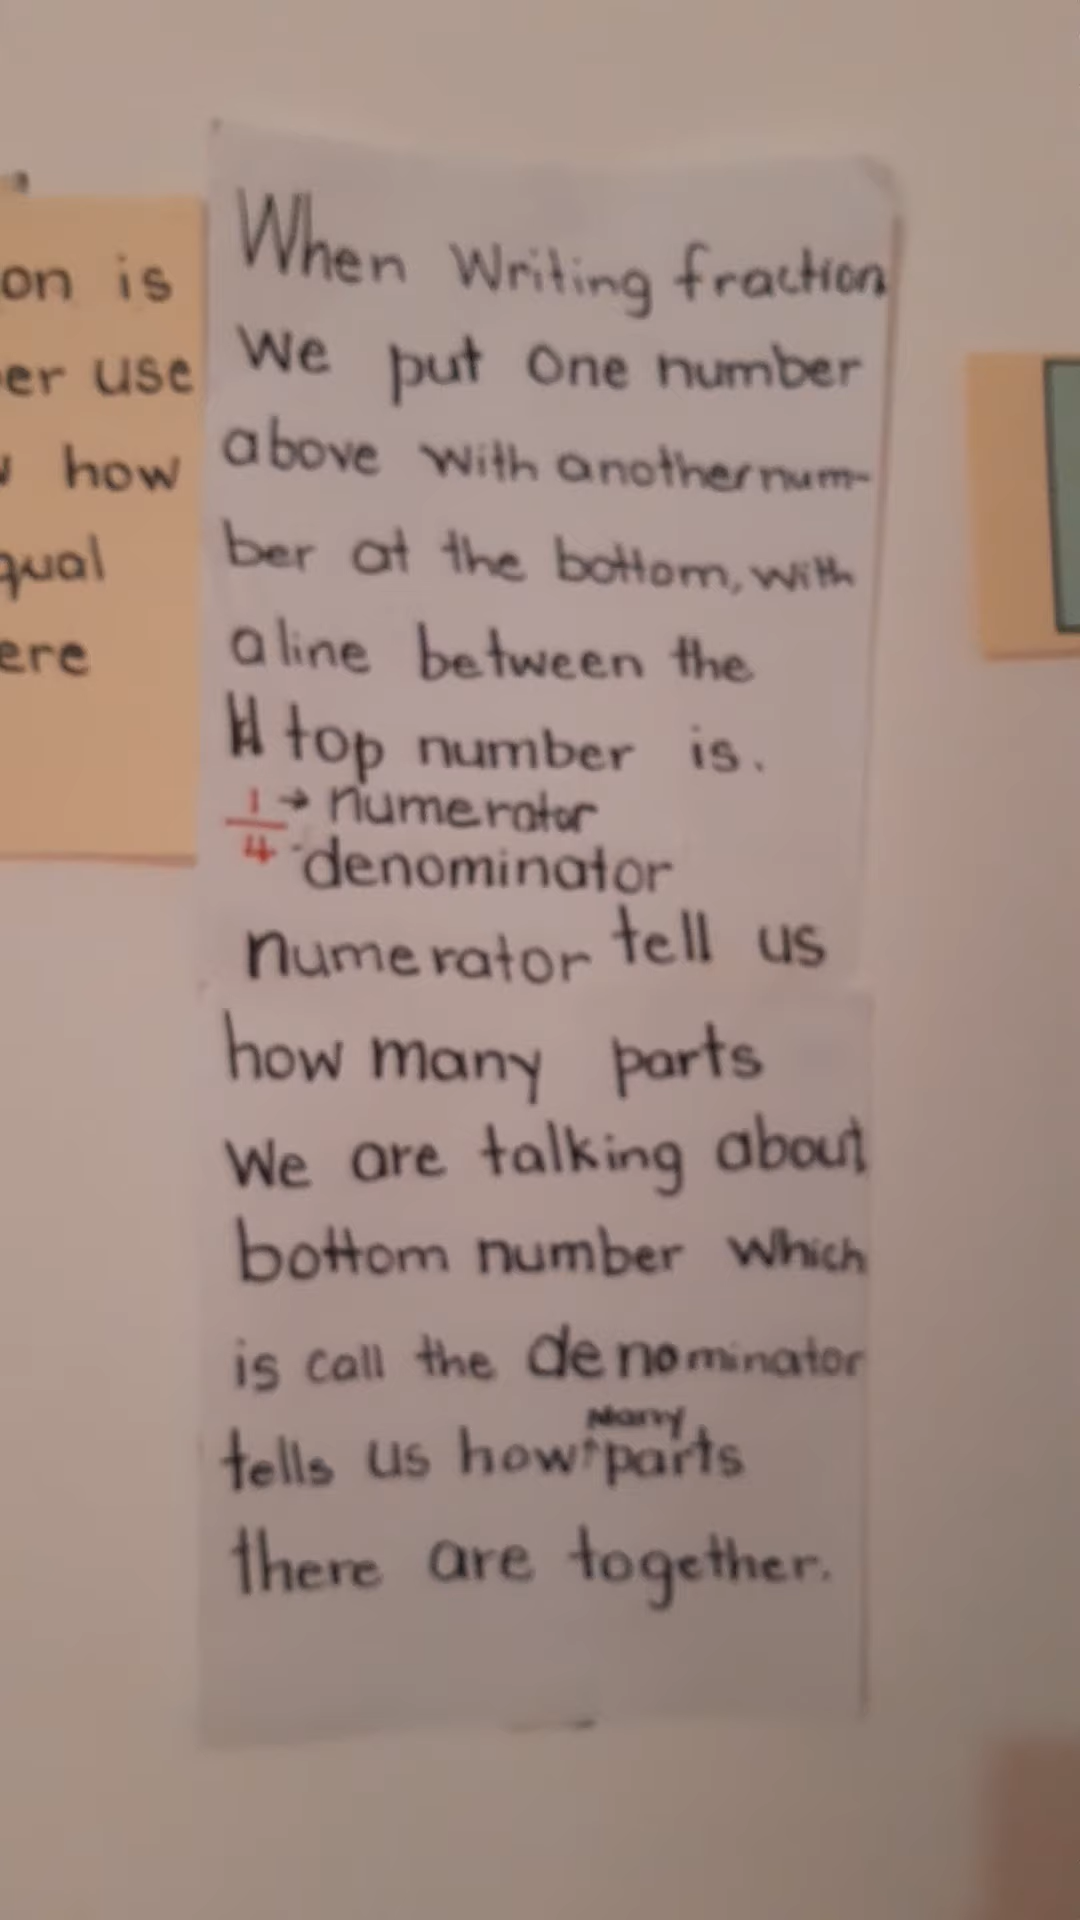 on is
er use
how
qual
ere
When Writing fraction
We put one number
above with another num-
ber at the bottom, with
a line between the
top number is.
1 → numerator
4 - denominator
numerator tell us
how many parts
We are talking about
bottom number which
is call the denominator
Many
tells us how parts
there are together.